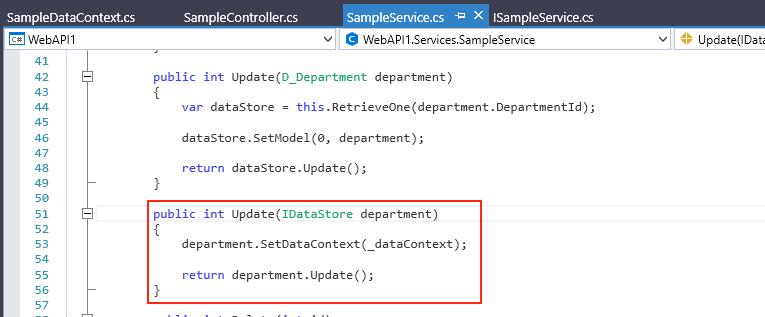 SampleDataContext.cs SampleController.cs SampleService.cs ISampleService.cs
C# WebAPI1 WebAPI1.Services.SampleService Update(IDa
41 }
42 public int Update(D_Department department)
43 {
44 var dataStore = this.RetrieveOne(department.DepartmentId);
45
46 dataStore.SetModel(0, department);
47
48 return dataStore.Update();
49 }
50
51 public int Update(IDataStore department)
52 {
53 department.SetDataContext(_dataContext);
54
55 return department.Update();
56 }
57